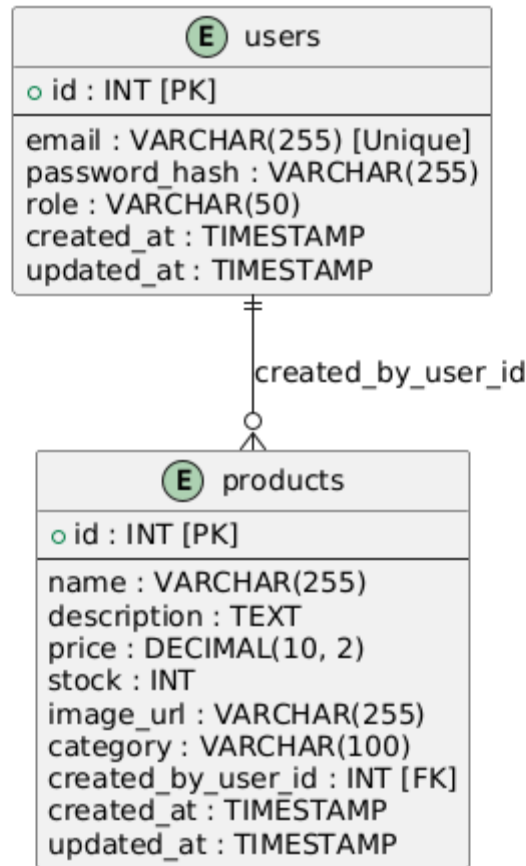 E users
id : INT [PK]
email : VARCHAR(255) [Unique]
password_hash : VARCHAR(255)
role : VARCHAR(50)
created_at : TIMESTAMP
updated_at : TIMESTAMP
created_by_user_id
E products
id : INT [PK]
name : VARCHAR(255)
description : TEXT
price : DECIMAL(10, 2)
stock : INT
image_url : VARCHAR(255)
category : VARCHAR(100)
created_by_user_id : INT [FK]
created_at : TIMESTAMP
updated_at : TIMESTAMP